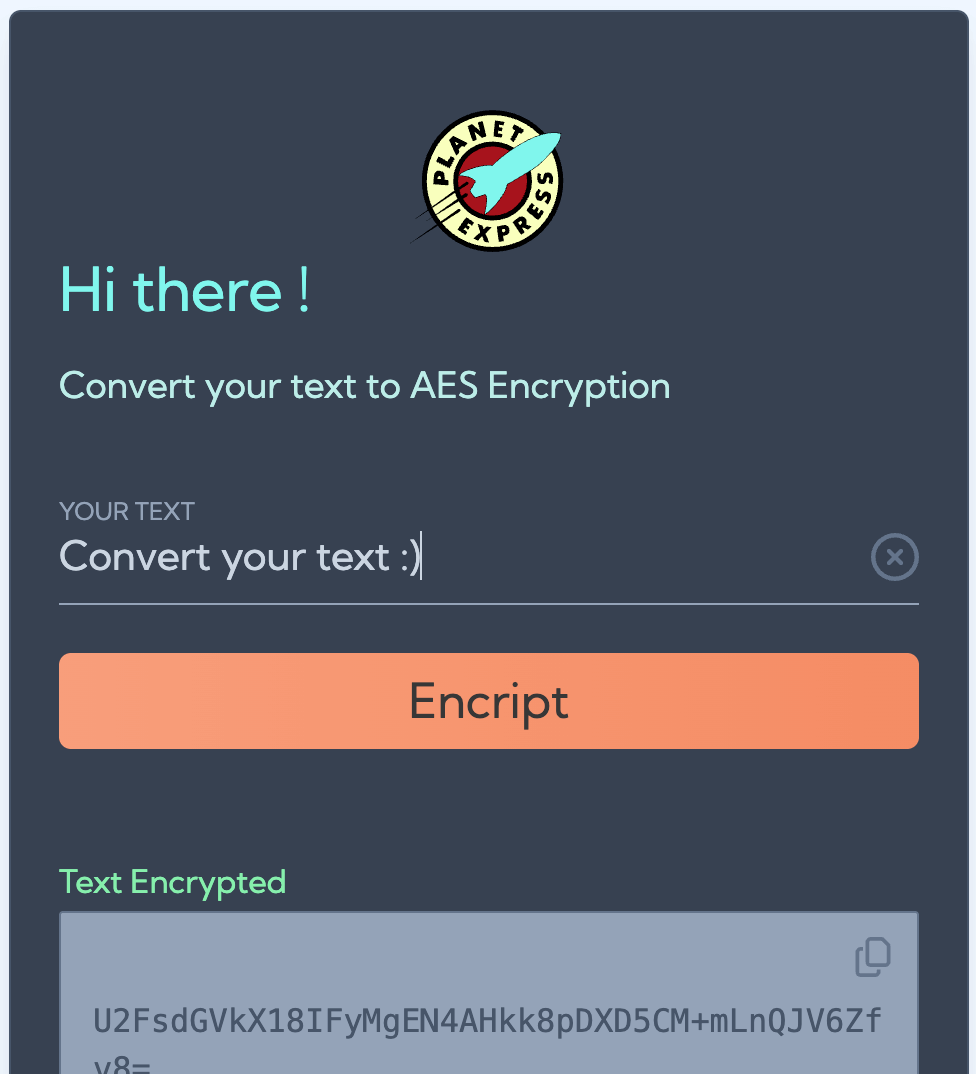 PLANET
EXPRESS
Hi there !
Convert your text to AES Encryption
YOUR TEXT
Convert your text :)
Encript
Text Encrypted
U2FsdGVkX18IFyMgEN4AHkk8pDXD5CM+mLnQJV6Zf
v8=